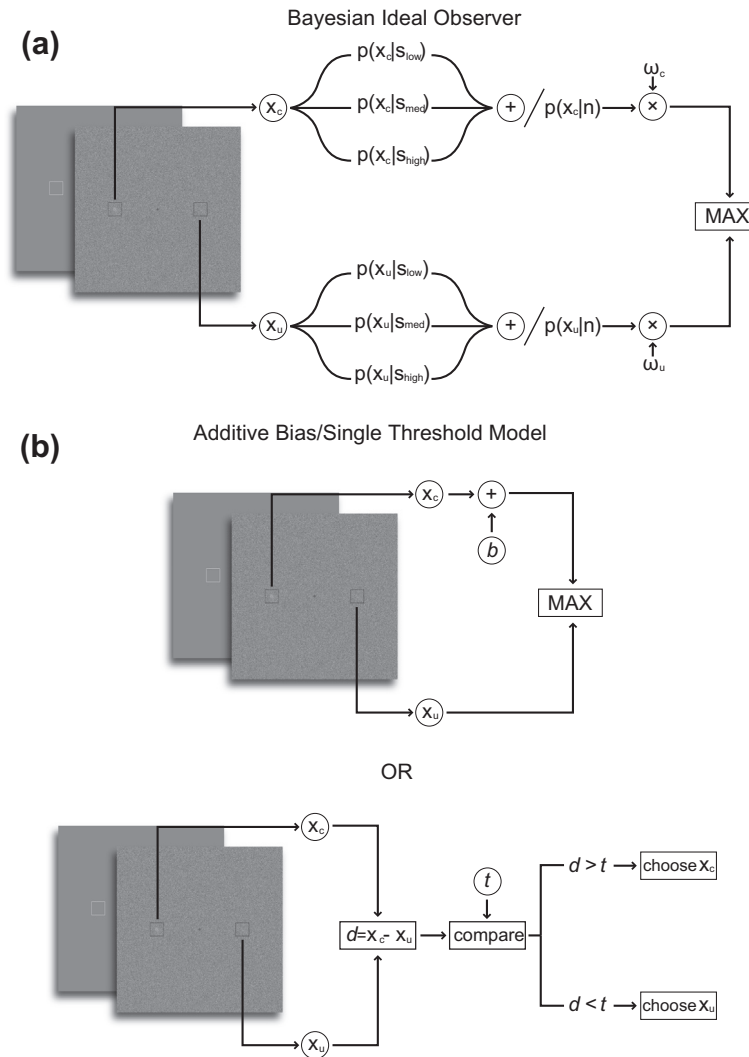 Bayesian Ideal Observer
(a)
ω_c
p(x_c|s_low)
x_c p(x_c|s_med) + / p(x_c|n) ×
p(x_c|s_high)
MAX
p(x_u|s_low)
x_u p(x_u|s_med) + / p(x_u|n) ×
p(x_u|s_high)
ω_u
Additive Bias/Single Threshold Model
(b)
x_c +
b
MAX
x_u
OR
x_c
t
d > t choose x_c
d=x_c- x_u compare
d < t choose x_u
x_u